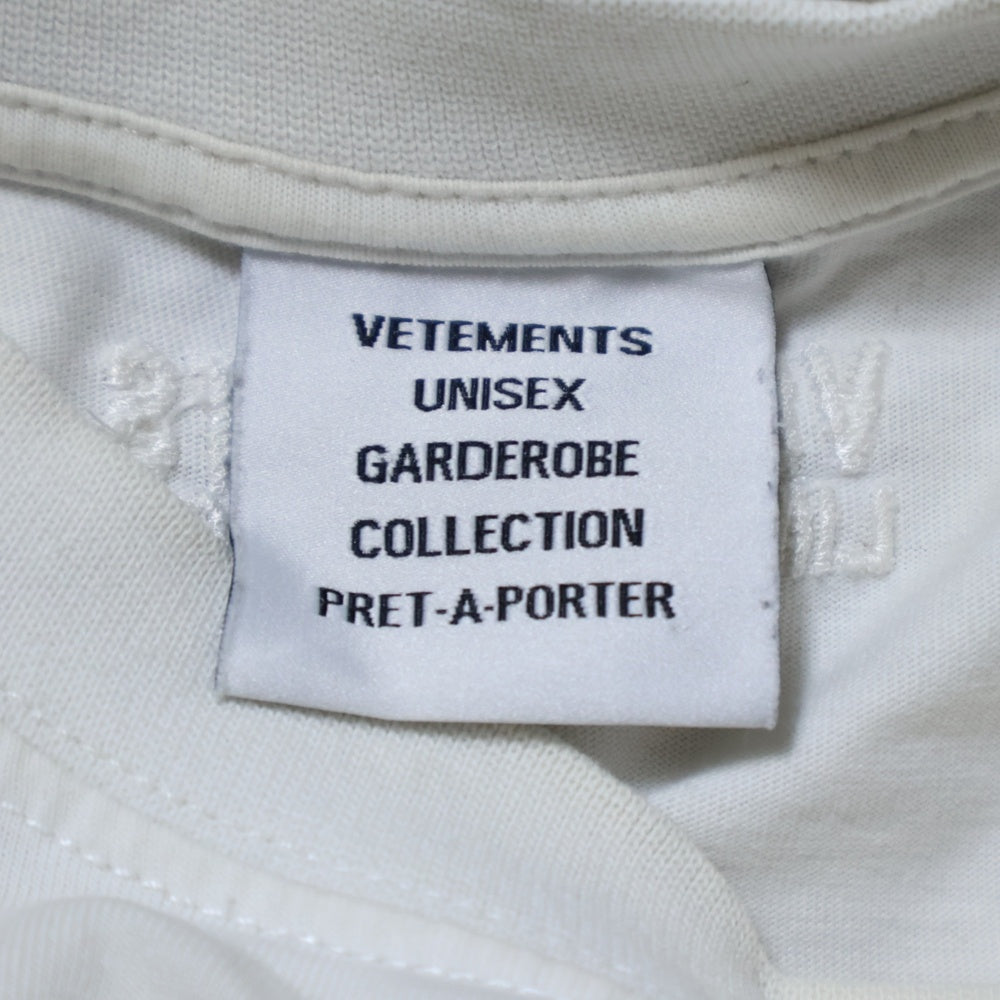 VETEMENTS
UNISEX
GARDEROBE
COLLECTION
PRET-A-PORTER